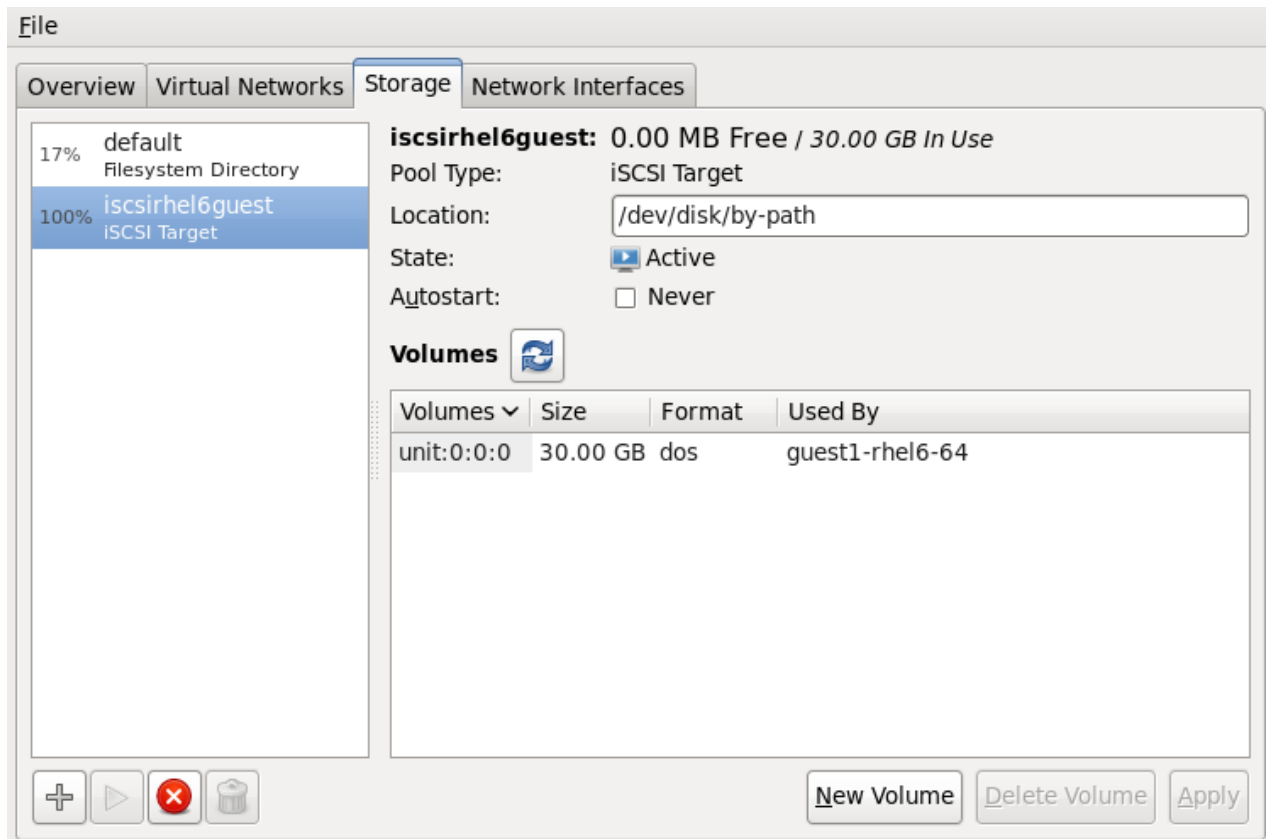 File
Overview Virtual Networks Storage Network Interfaces
17% default
Filesystem Directory
100% iscsirhel6guest
iSCSI Target
iscsirhel6guest: 0.00 MB Free / 30.00 GB In Use
Pool Type: iSCSI Target
Location: /dev/disk/by-path
State: Active
Autostart: Never
Volumes
Volumes Size Format Used By
unit:0:0:0 30.00 GB dos guest1-rhel6-64
New Volume Delete Volume Apply